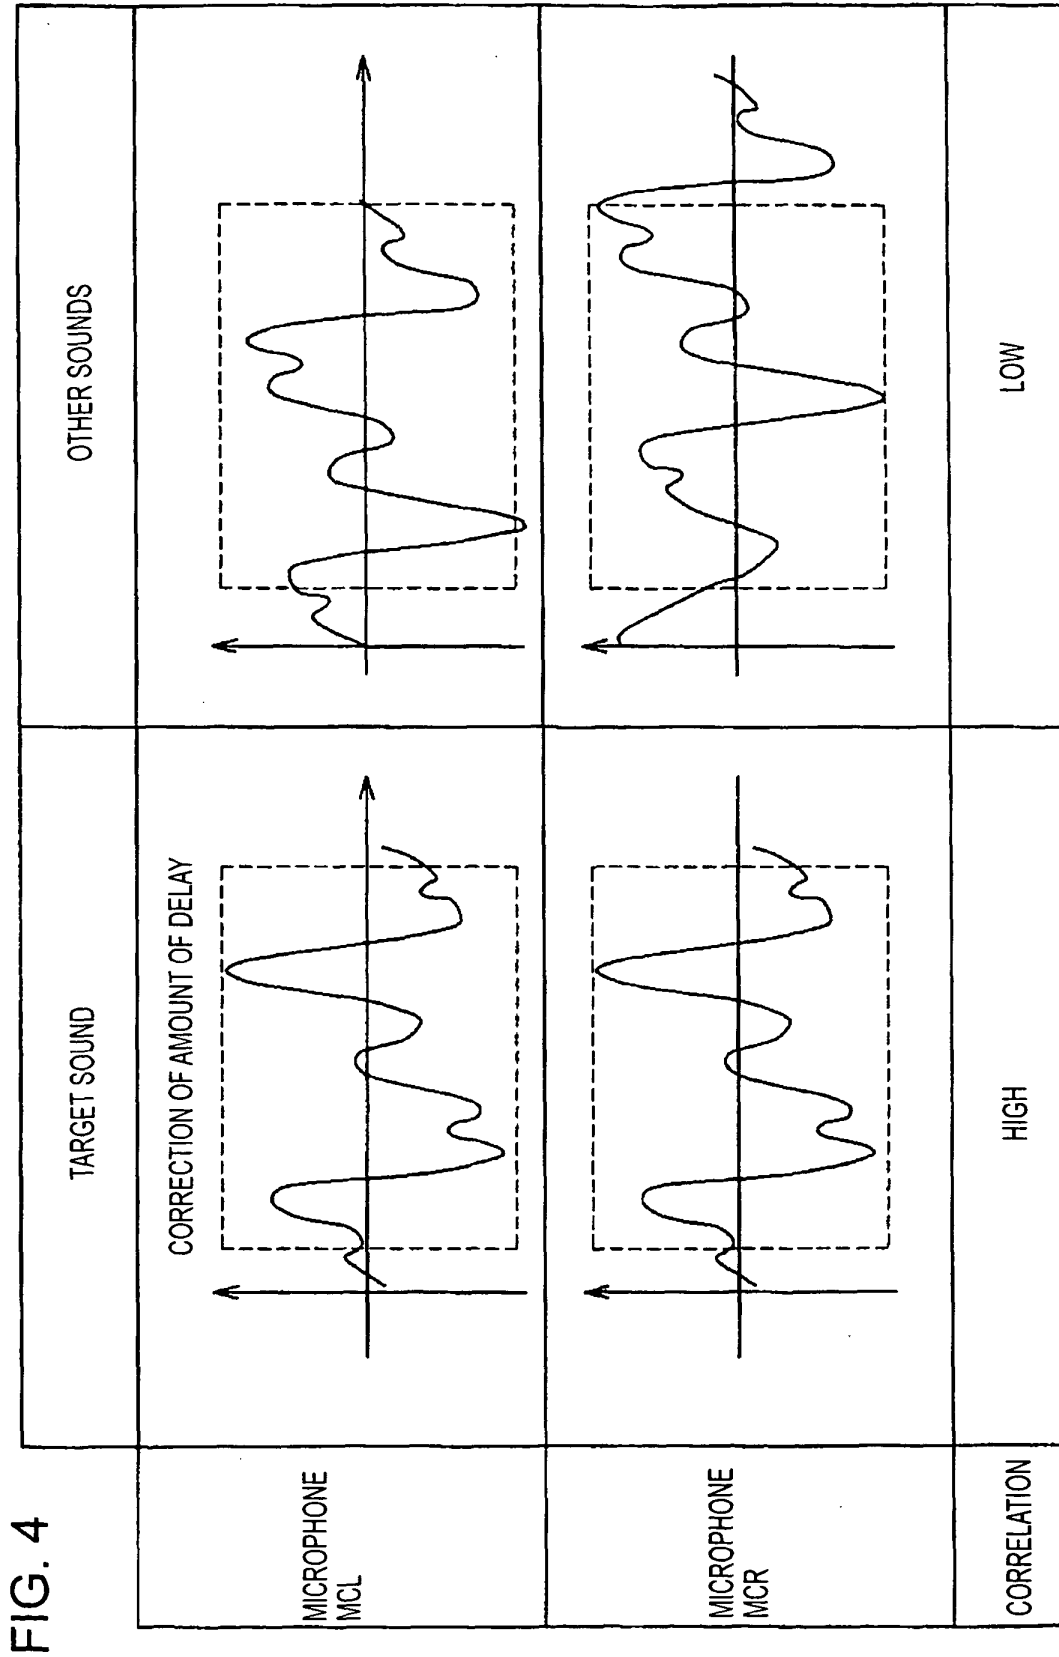 FIG. 4
TARGET SOUND
OTHER SOUNDS
MICROPHONE
MCL
CORRECTION OF AMOUNT OF DELAY
MICROPHONE
MCR
CORRELATION
HIGH
LOW